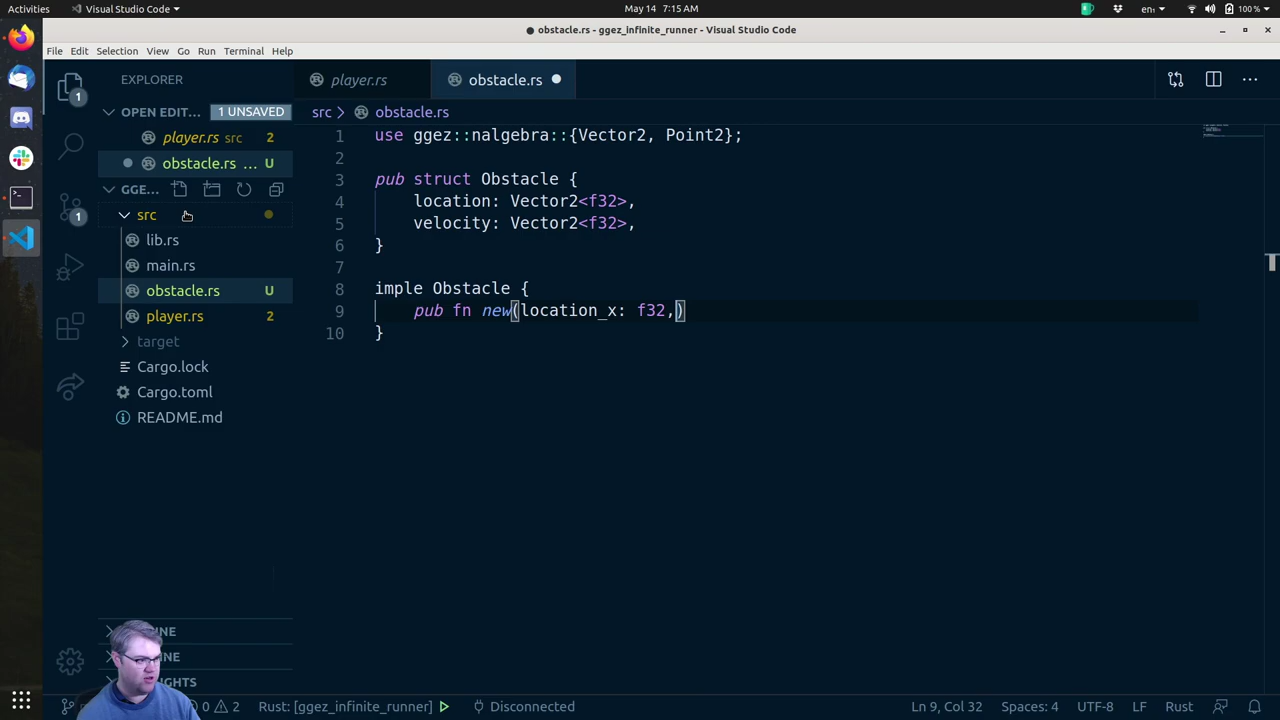 Activities
Visual Studio Code
May 14 7:15 AM
en
100 %
obstacle.rs - ggez_infinite_runner - Visual Studio Code
File Edit Selection View Go Run Terminal Help
EXPLORER
player.rs
obstacle.rs
OPEN EDIT... 1 UNSAVED
src > obstacle.rs
player.rs src 2
obstacle.rs ... U
GGE...
src
lib.rs
main.rs
obstacle.rs U
player.rs 2
target
Cargo.lock
Cargo.toml
README.md
1
1
1 use ggez::nalgebra::{Vector2, Point2};
2
3 pub struct Obstacle {
4 location: Vector2<f32>,
5 velocity: Vector2<f32>,
6 }
7
8 imple Obstacle {
9 pub fn new(location_x: f32,)
10 }
0 2
Rust: [ggez_infinite_runner]
Disconnected
Ln 9, Col 32
Spaces: 4
UTF-8
LF
Rust